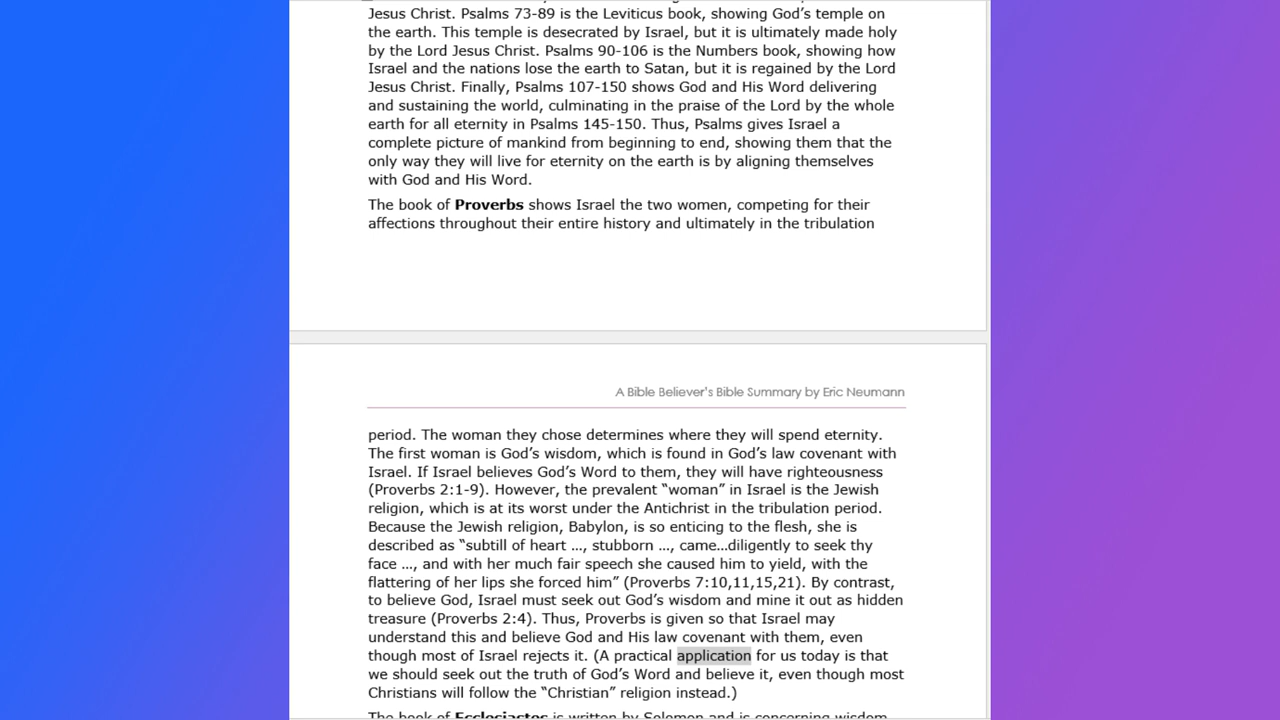 Jesus Christ. Psalms 73-89 is the Leviticus book, showing God's temple on
the earth. This temple is desecrated by Israel, but it is ultimately made holy
by the Lord Jesus Christ. Psalms 90-106 is the Numbers book, showing how
Israel and the nations lose the earth to Satan, but it is regained by the Lord
Jesus Christ. Finally, Psalms 107-150 shows God and His Word delivering
and sustaining the world, culminating in the praise of the Lord by the whole
earth for all eternity in Psalms 145-150. Thus, Psalms gives Israel a
complete picture of mankind from beginning to end, showing them that the
only way they will live for eternity on the earth is by aligning themselves
with God and His Word.
The book of Proverbs shows Israel the two women, competing for their
affections throughout their entire history and ultimately in the tribulation
A Bible Believer's Bible Summary by Eric Neumann
period. The woman they chose determines where they will spend eternity.
The first woman is God's wisdom, which is found in God's law covenant with
Israel. If Israel believes God's Word to them, they will have righteousness
(Proverbs 2:1-9). However, the prevalent “woman” in Israel is the Jewish
religion, which is at its worst under the Antichrist in the tribulation period.
Because the Jewish religion, Babylon, is so enticing to the flesh, she is
described as “subtill of heart …, stubborn …, came…diligently to seek thy
face …, and with her much fair speech she caused him to yield, with the
flattering of her lips she forced him” (Proverbs 7:10,11,15,21). By contrast,
to believe God, Israel must seek out God's wisdom and mine it out as hidden
treasure (Proverbs 2:4). Thus, Proverbs is given so that Israel may
understand this and believe God and His law covenant with them, even
though most of Israel rejects it. (A practical application for us today is that
we should seek out the truth of God's Word and believe it, even though most
Christians will follow the “Christian” religion instead.)
The book of Ecclesiastes is written by Solomon and is concerning wisdom